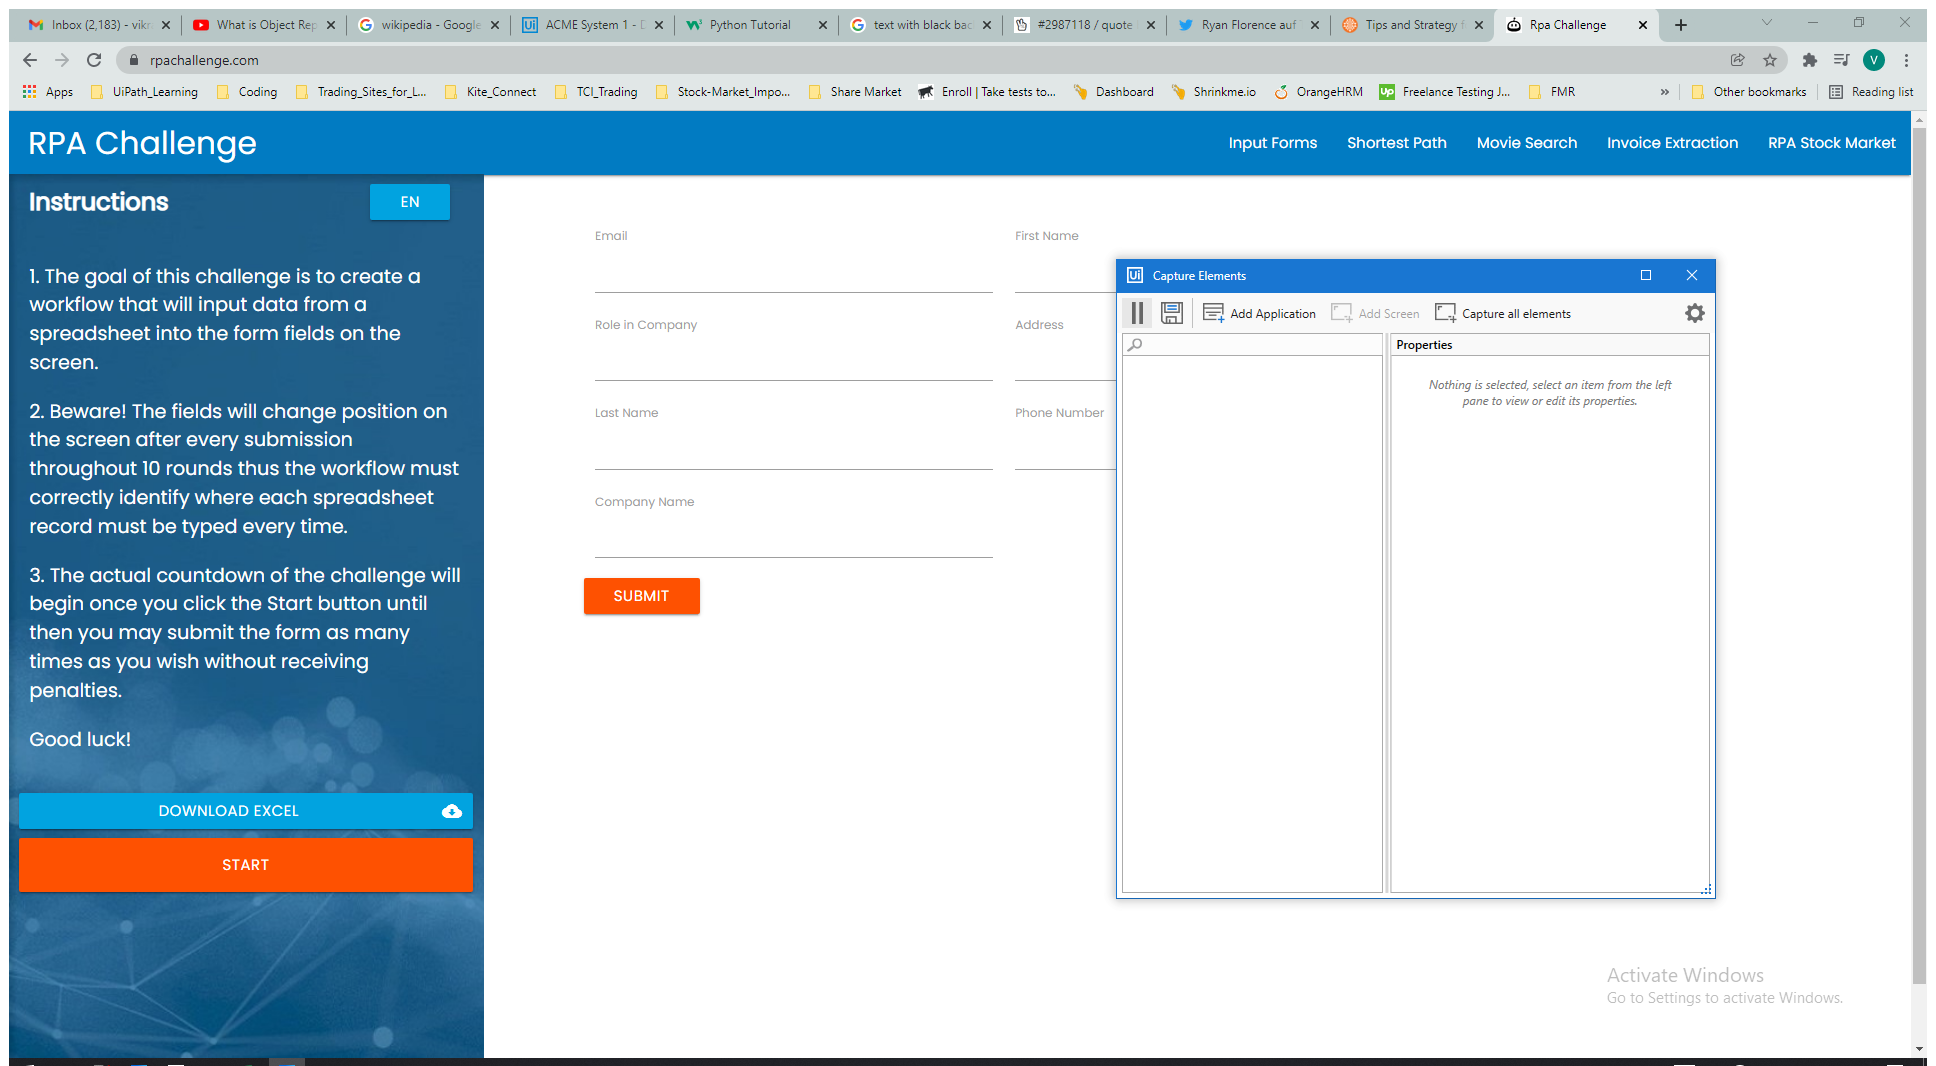 Inbox (2,183) - vikr
What is Object Rep
wikipedia - Google
ACME System 1 - D
Python Tutorial
text with black bac
#2987118 / quote
Ryan Florence auf
Tips and Strategy f
Rpa Challenge
rpachallenge.com
V
Apps
UiPath_Learning
Coding
Trading_Sites_for_L...
Kite_Connect
TCI_Trading
Stock-Market_Impo...
Share Market
Enroll | Take tests to...
Dashboard
Shrinkme.io
OrangeHRM
Up
Freelance Testing J...
FMR
»
Other bookmarks
Reading list
RPA Challenge
Input Forms
Shortest Path
Movie Search
Invoice Extraction
RPA Stock Market
Instructions
EN
1. The goal of this challenge is to create a
workflow that will input data from a
spreadsheet into the form fields on the
screen.
2. Beware! The fields will change position on
the screen after every submission
throughout 10 rounds thus the workflow must
correctly identify where each spreadsheet
record must be typed every time.
3. The actual countdown of the challenge will
begin once you click the Start button until
then you may submit the form as many
times as you wish without receiving
penalties.
Good luck!
DOWNLOAD EXCEL
START
Email
First Name
Role in Company
Address
Last Name
Phone Number
Company Name
SUBMIT
Ui
Capture Elements
Add Application
Add Screen
Capture all elements
Properties
Nothing is selected, select an item from the left
pane to view or edit its properties.
Activate Windows
Go to Settings to activate Windows.